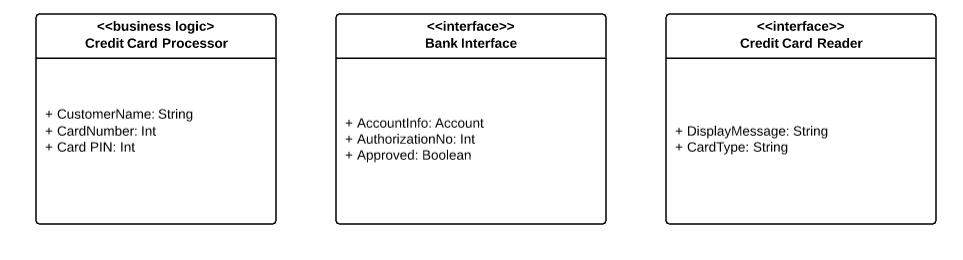 <<business logic>
Credit Card Processor
+ CustomerName: String
+ CardNumber: Int
+ Card PIN: Int
<<interface>>
Bank Interface
+ AccountInfo: Account
+ AuthorizationNo: Int
+ Approved: Boolean
<<interface>>
Credit Card Reader
+ DisplayMessage: String
+ CardType: String